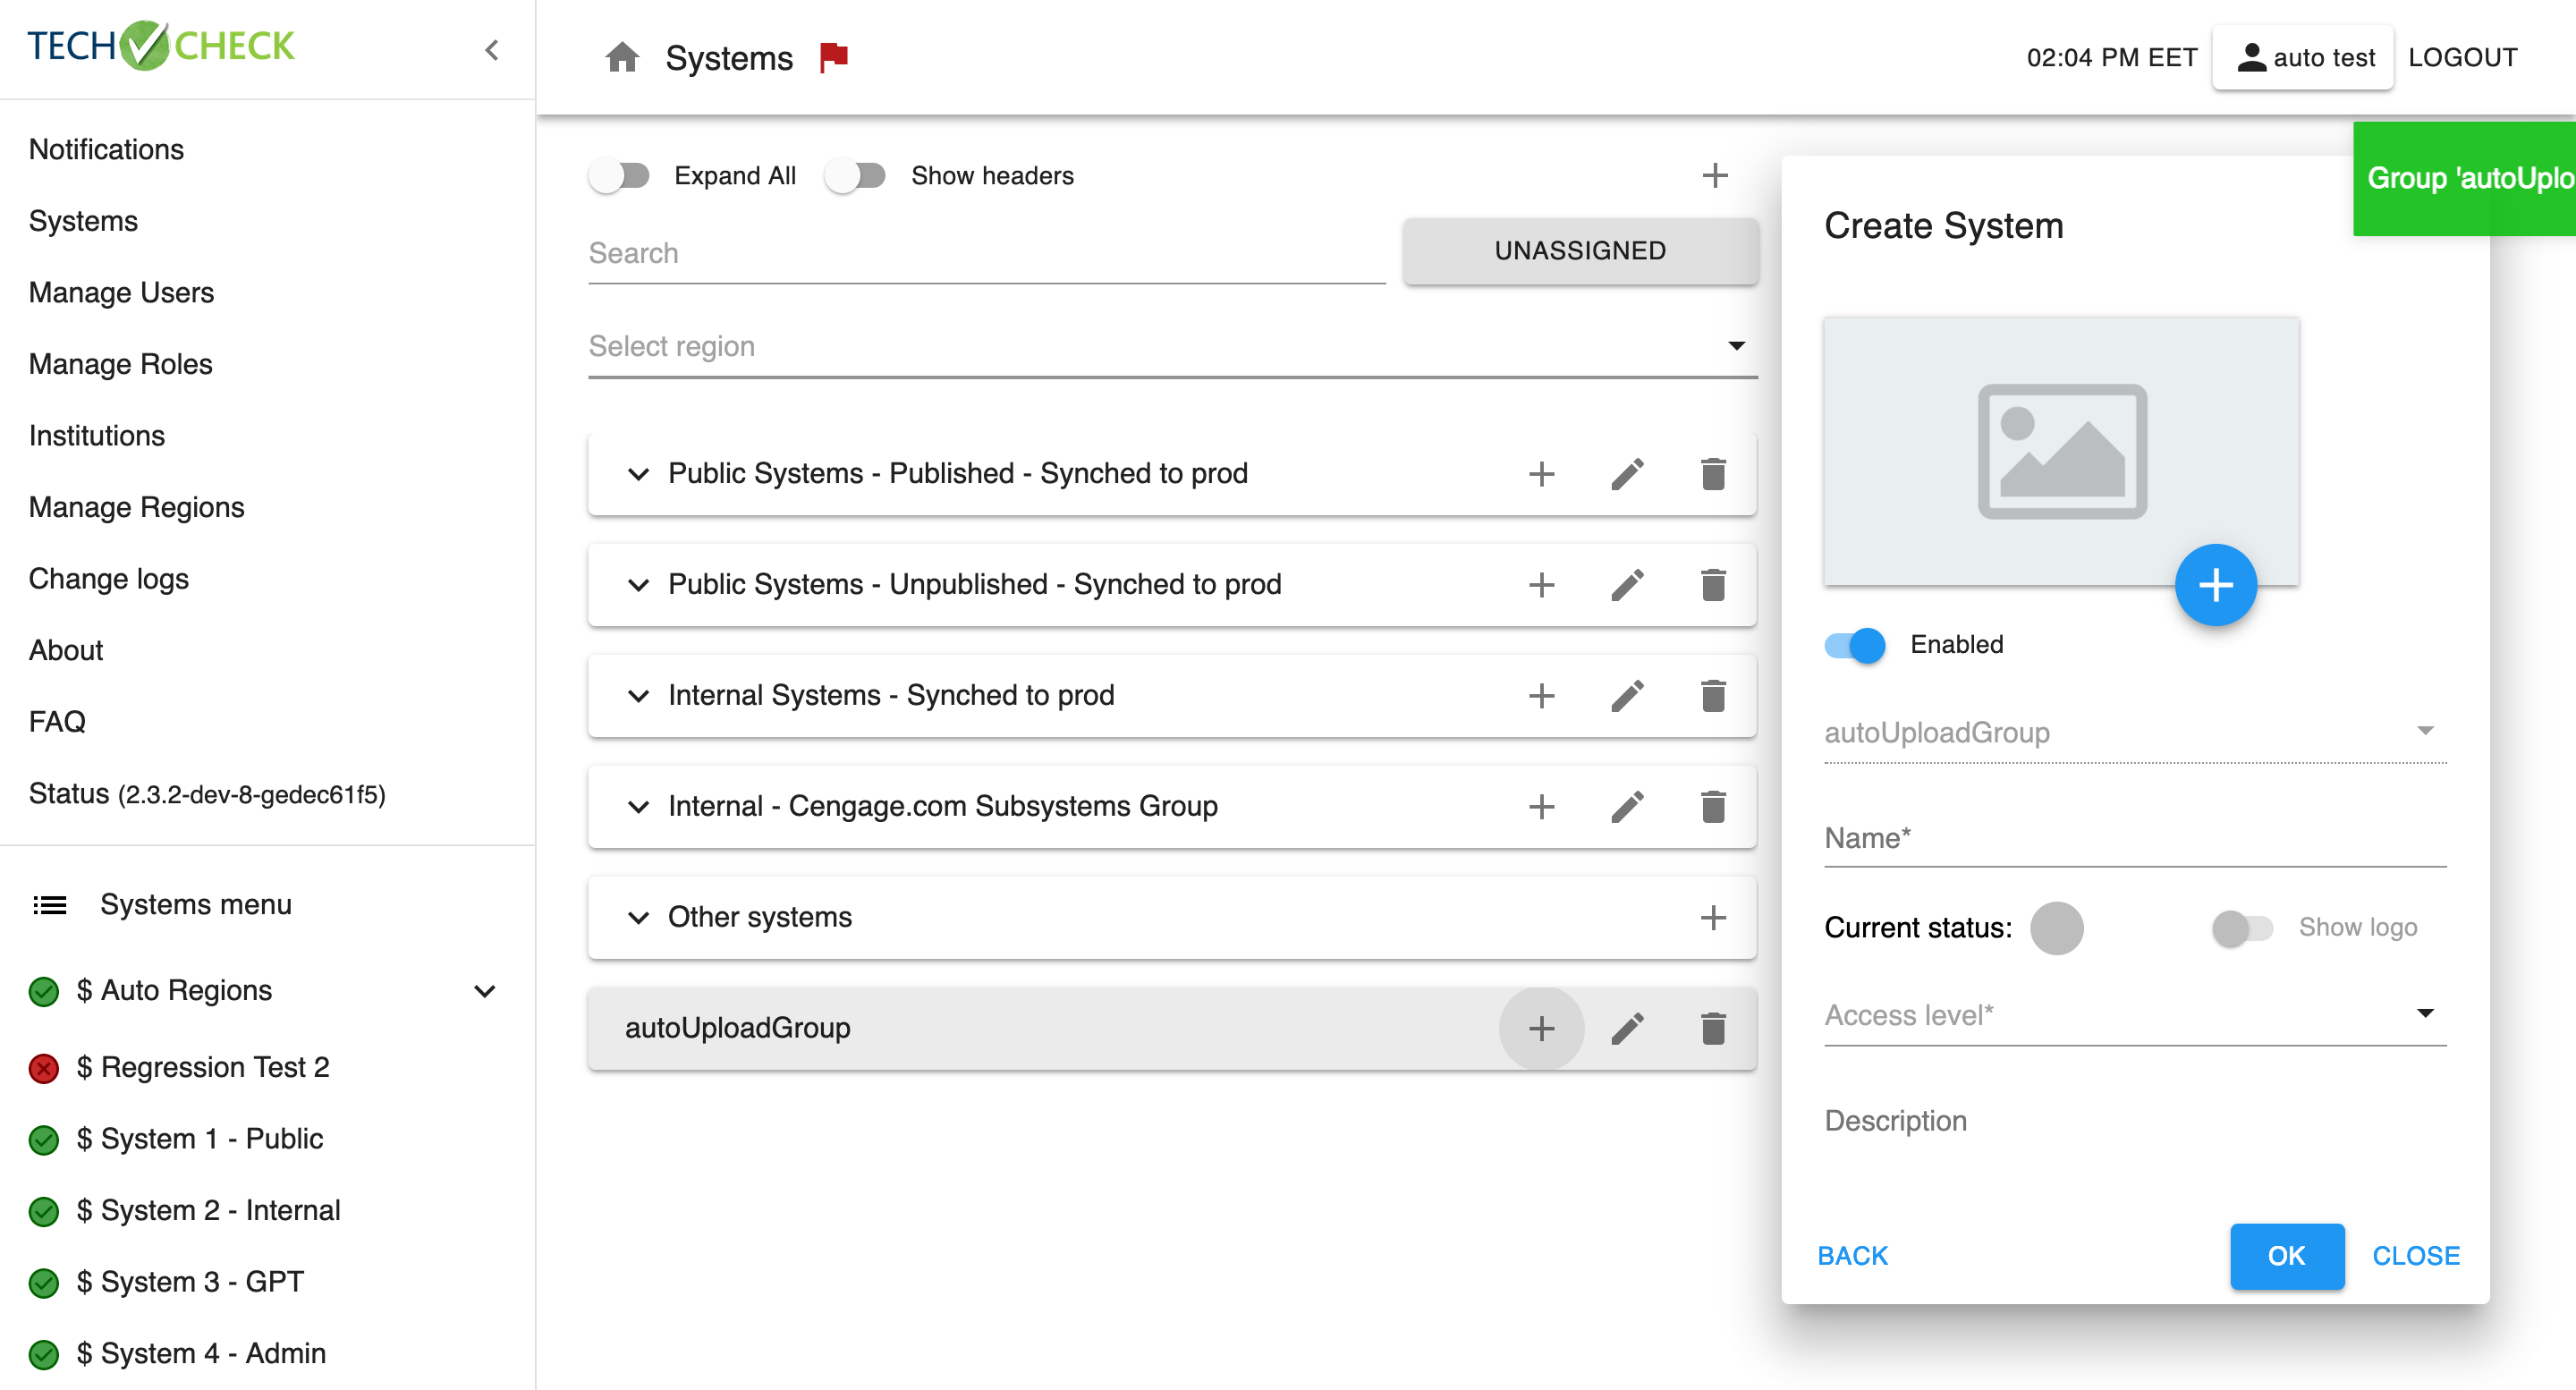 TECH CHECK
Notifications
Systems
Manage Users
Manage Roles
Institutions
Manage Regions
Change logs
About
FAQ
Status (2.3.2-dev-8-gedec61f5)
Systems menu
$ Auto Regions
$ Regression Test 2
$ System 1 - Public
$ System 2 - Internal
$ System 3 - GPT
$ System 4 - Admin
Systems
02:04 PM EET
auto test
LOGOUT
Expand All
Show headers
Search
UNASSIGNED
Select region
Public Systems - Published - Synched to prod
Public Systems - Unpublished - Synched to prod
Internal Systems - Synched to prod
Internal - Cengage.com Subsystems Group
Other systems
autoUploadGroup
Group 'autoUplo
Create System
Enabled
autoUploadGroup
Name*
Current status:
Show logo
Access level*
Description
BACK
OK
CLOSE